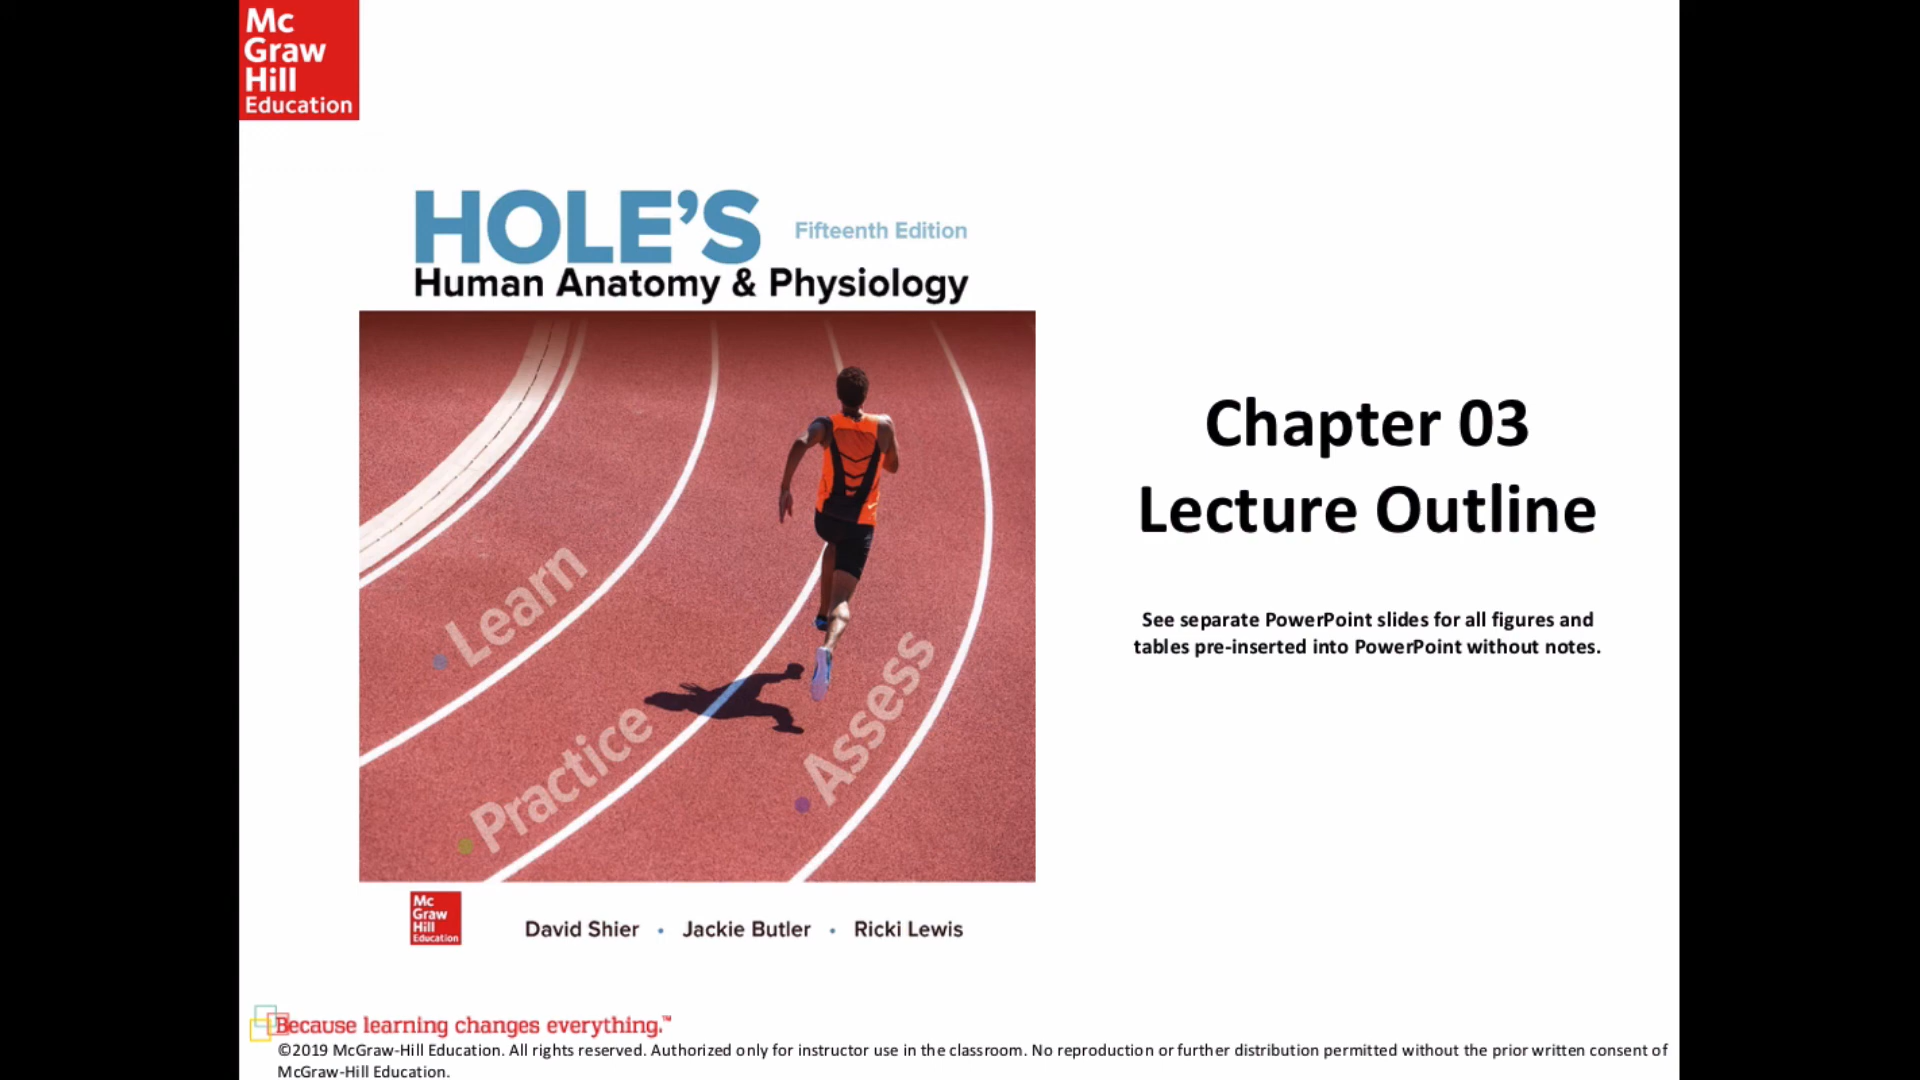 Mc
Graw
Hill
Education
HOLE'S
Fifteenth Edition
Human Anatomy & Physiology
Learn
Practice
Assess
Mc
Graw
Hill
Education
David Shier • Jackie Butler • Ricki Lewis
Chapter 03
Lecture Outline
See separate PowerPoint slides for all figures and
tables pre-inserted into PowerPoint without notes.
Because learning changes everything.™
©2019 McGraw-Hill Education. All rights reserved. Authorized only for instructor use in the classroom. No reproduction or further distribution permitted without the prior written consent of
McGraw-Hill Education.